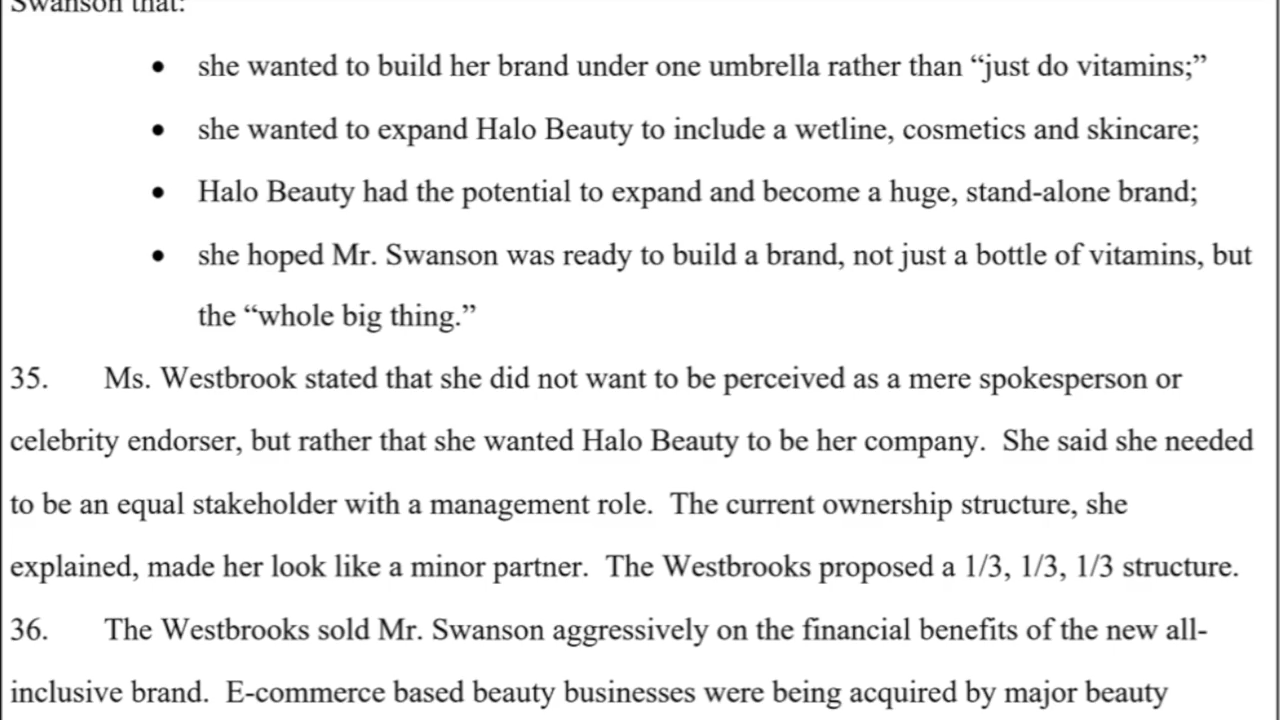 Swanson that:
• she wanted to build her brand under one umbrella rather than “just do vitamins;”
• she wanted to expand Halo Beauty to include a wetline, cosmetics and skincare;
• Halo Beauty had the potential to expand and become a huge, stand-alone brand;
• she hoped Mr. Swanson was ready to build a brand, not just a bottle of vitamins, but
the “whole big thing.”
35. Ms. Westbrook stated that she did not want to be perceived as a mere spokesperson or
celebrity endorser, but rather that she wanted Halo Beauty to be her company. She said she needed
to be an equal stakeholder with a management role. The current ownership structure, she
explained, made her look like a minor partner. The Westbrooks proposed a 1/3, 1/3, 1/3 structure.
36. The Westbrooks sold Mr. Swanson aggressively on the financial benefits of the new all-
inclusive brand. E-commerce based beauty businesses were being acquired by major beauty